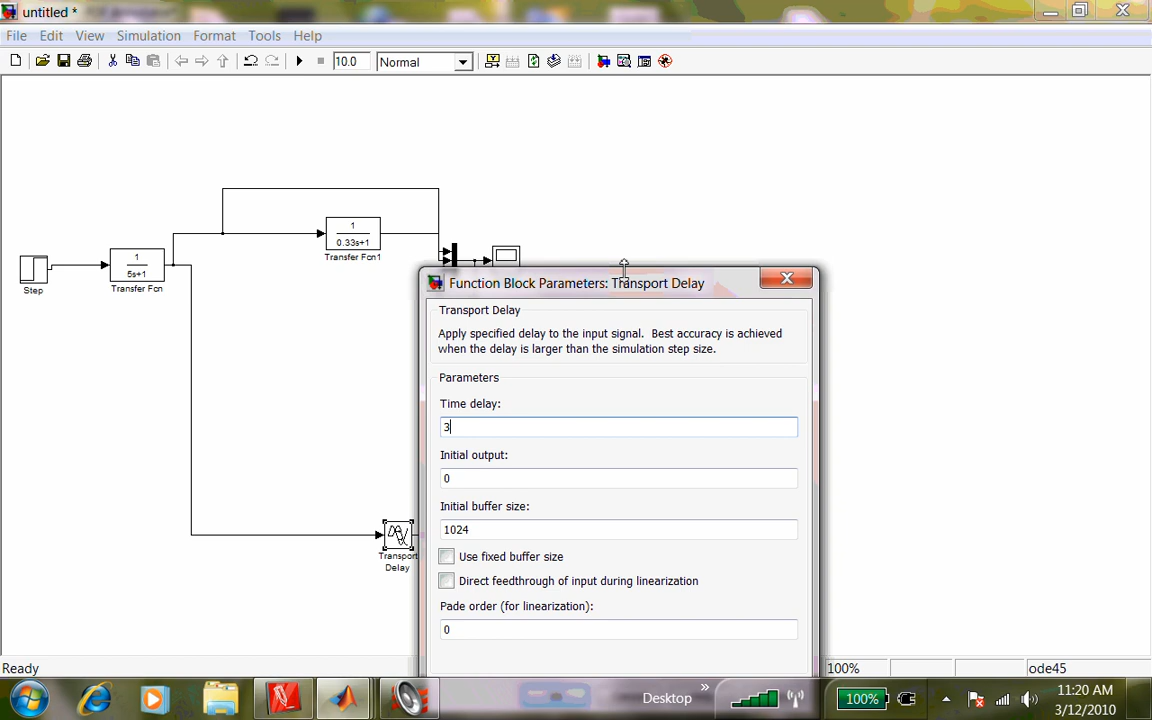 untitled *
File Edit View Simulation Format Tools Help
10.0 Normal
1
0.33s+1
Transfer Fcn1
1
5s+1
Transfer Fcn
Step
Function Block Parameters: Transport Delay
Transport Delay
Apply specified delay to the input signal. Best accuracy is achieved
when the delay is larger than the simulation step size.
Parameters
Time delay:
3
Initial output:
0
Initial buffer size:
1024
Use fixed buffer size
Direct feedthrough of input during linearization
Pade order (for linearization):
0
Transport
Delay
Ready 100% ode45
Desktop » 100% 11:20 AM
3/12/2010